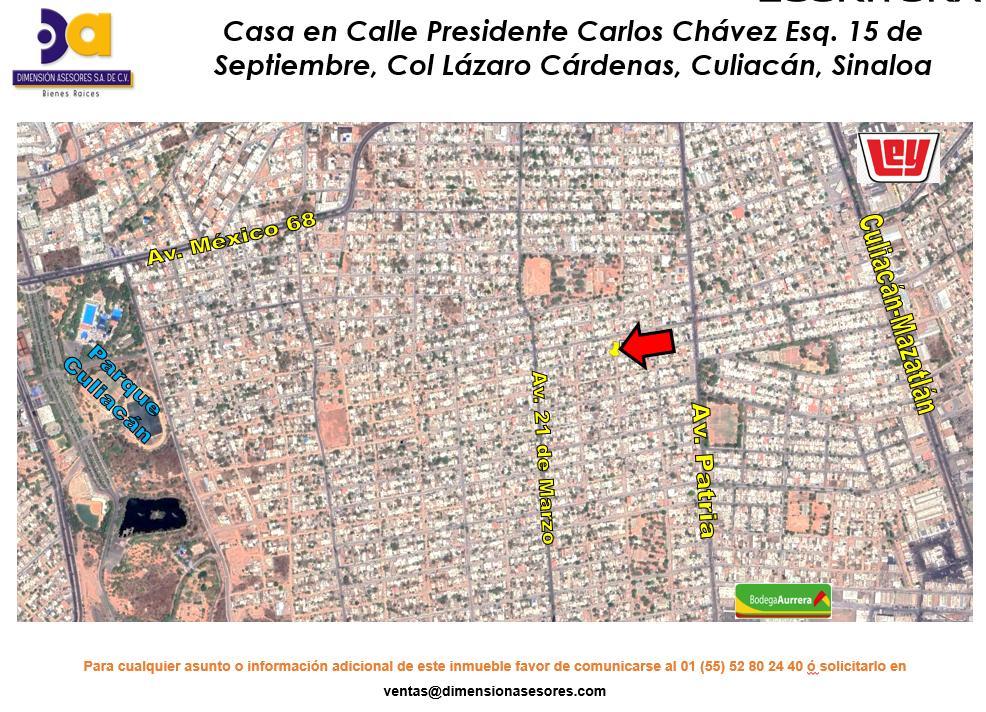 ESCRITURA
DIMENSIÓN ASESORES S.A. DE C.V.
Bienes Raices
Casa en Calle Presidente Carlos Chávez Esq. 15 de
Septiembre, Col Lázaro Cárdenas, Culiacán, Sinaloa
Ley
Av. México 68
Culiacán-Mazatlán
Parque
Culiacán
Av. 21 de Marzo
Av. Patria
Bodega Aurrera
Para cualquier asunto o información adicional de este inmueble favor de comunicarse al 01 (55) 52 80 24 40 ó solicitarlo en
ventas@dimensionasesores.com